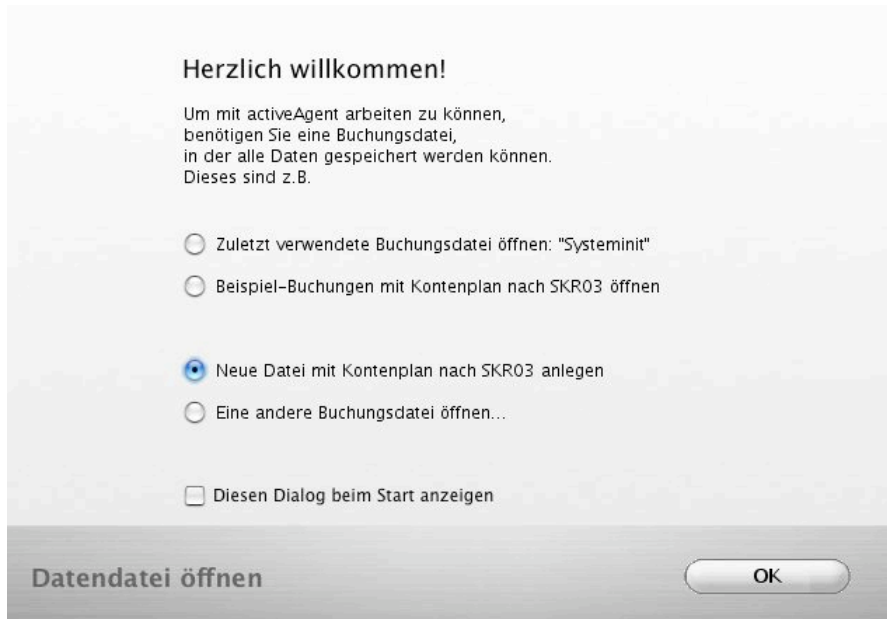 Herzlich willkommen!
Um mit activeAgent arbeiten zu können,
benötigen Sie eine Buchungsdatei,
in der alle Daten gespeichert werden können.
Dieses sind z.B.
Zuletzt verwendete Buchungsdatei öffnen: "Systeminit"
Beispiel-Buchungen mit Kontenplan nach SKR03 öffnen
Neue Datei mit Kontenplan nach SKR03 anlegen
Eine andere Buchungsdatei öffnen...
Diesen Dialog beim Start anzeigen
Datendatei öffnen
OK